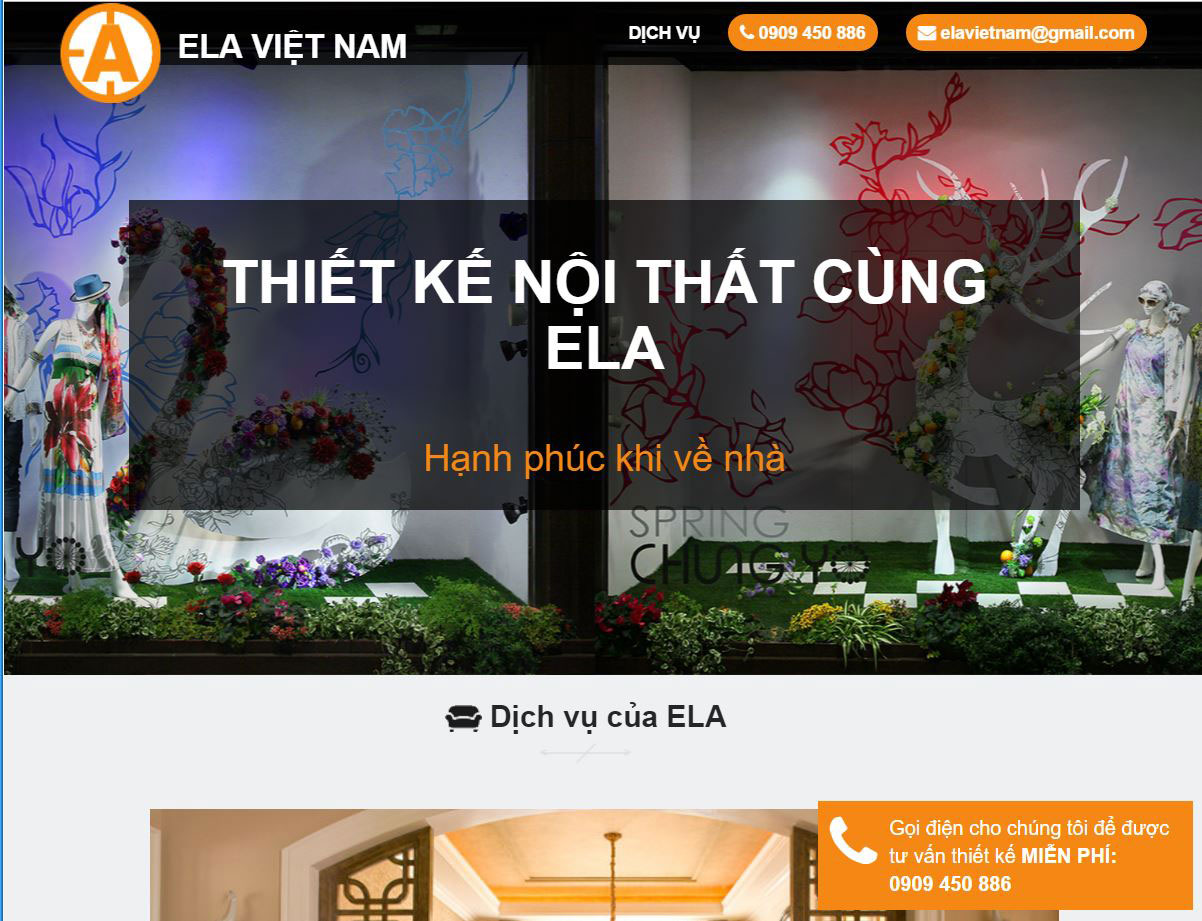 ELA VIỆT NAM
DỊCH VỤ
0909 450 886
elavietnam@gmail.com
THIẾT KẾ NỘI THẤT CÙNG
ELA
Hạnh phúc khi về nhà
SPRING
CHUNG YO
YO
Dịch vụ của ELA
Gọi điện cho chúng tôi để được
tư vấn thiết kế MIỄN PHÍ:
0909 450 886